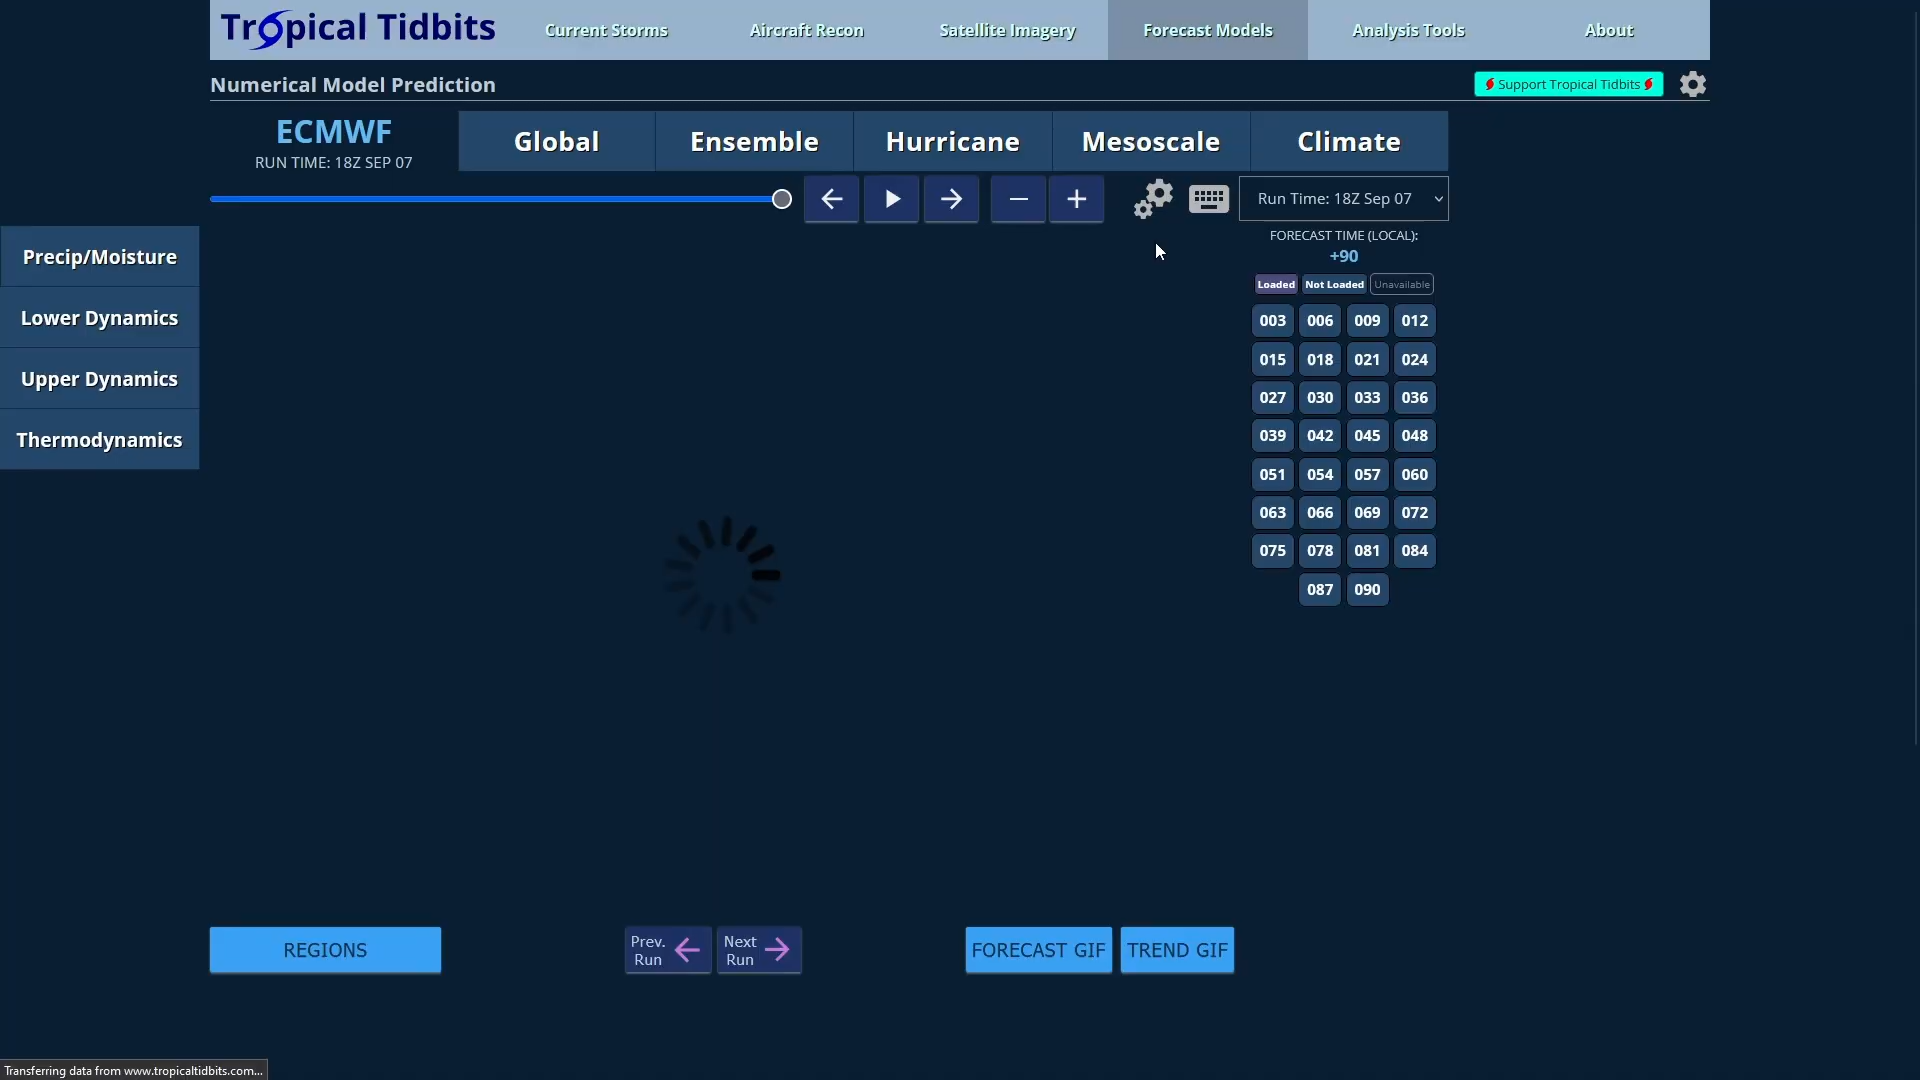 Tropical Tidbits
Current Storms
Aircraft Recon
Satellite Imagery
Forecast Models
Analysis Tools
About
Numerical Model Prediction
Support Tropical Tidbits
ECMWF
RUN TIME: 18Z SEP 07
Global
Ensemble
Hurricane
Mesoscale
Climate
Run Time: 18Z Sep 07
Precip/Moisture
Lower Dynamics
Upper Dynamics
Thermodynamics
FORECAST TIME (LOCAL):
+90
Loaded Not Loaded Unavailable
003 006 009 012
015 018 021 024
027 030 033 036
039 042 045 048
051 054 057 060
063 066 069 072
075 078 081 084
087 090
REGIONS
Prev.
Run
Next
Run
FORECAST GIF
TREND GIF
Transferring data from www.tropicaltidbits.com...